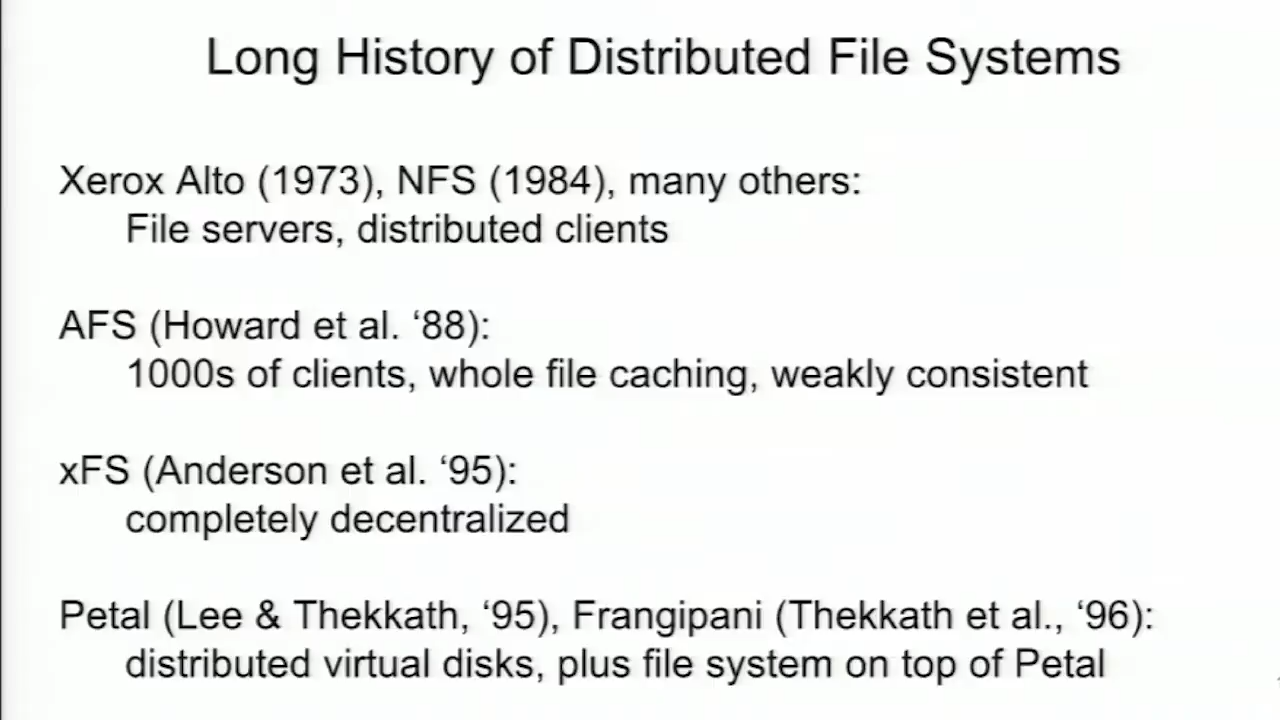 Long History of Distributed File Systems
Xerox Alto (1973), NFS (1984), many others:
File servers, distributed clients
AFS (Howard et al. ‘88):
1000s of clients, whole file caching, weakly consistent
xFS (Anderson et al. ‘95):
completely decentralized
Petal (Lee & Thekkath, ‘95), Frangipani (Thekkath et al., ‘96):
distributed virtual disks, plus file system on top of Petal